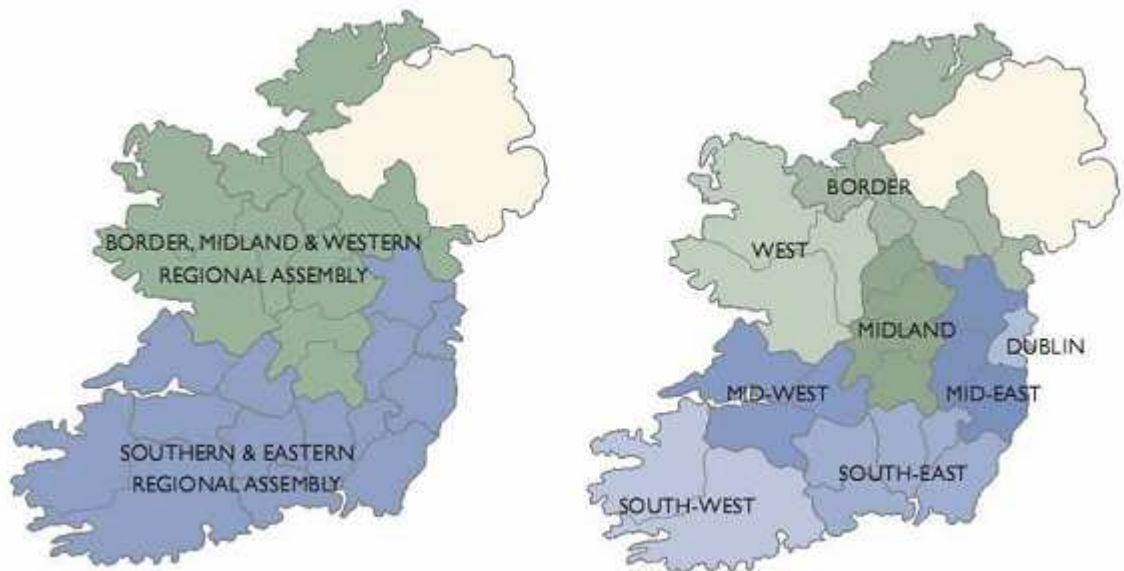 BORDER, MIDLAND & WESTERN
REGIONAL ASSEMBLY
SOUTHERN & EASTERN
REGIONAL ASSEMBLY
BORDER
WEST
MIDLAND
DUBLIN
MID-WEST
MID-EAST
SOUTH-EAST
SOUTH-WEST